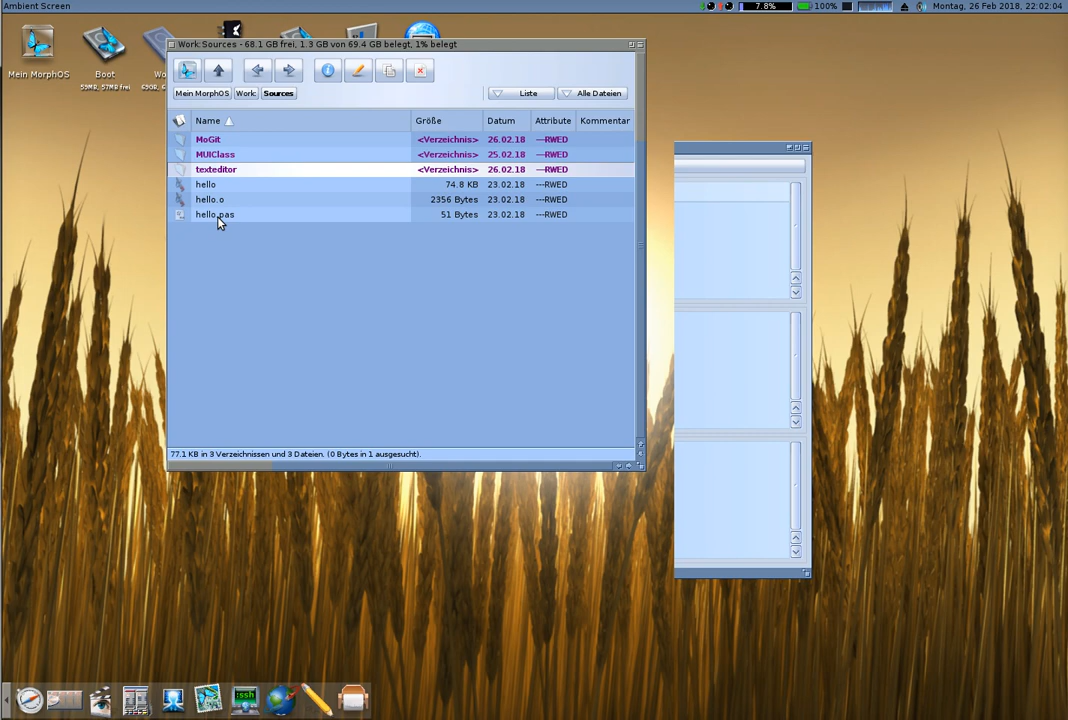 Ambient Screen
7.8% 100% Montag, 26 Feb 2018, 22:02:04
Mein MorphOS
Boot
59MB, 57MB frei
Work:Sources - 68.1 GB frei, 1.3 GB von 69.4 GB belegt, 1% belegt
Mein MorphOS Work: Sources Liste Alle Dateien
Name Größe Datum Attribute Kommentar
MoGit <Verzeichnis> 26.02.18 ---RWED
MUIClass <Verzeichnis> 25.02.18 ---RWED
texteditor <Verzeichnis> 26.02.18 ---RWED
hello 74.8 KB 23.02.18 ---RWED
hello.o 2356 Bytes 23.02.18 ---RWED
hello.pas 51 Bytes 23.02.18 ---RWED
77.1 KB in 3 Verzeichnissen und 3 Dateien. (0 Bytes in 1 ausgesucht).
:ssh